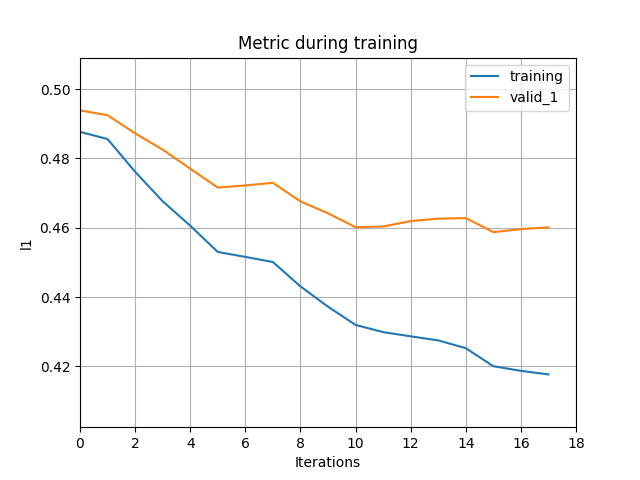 Metric during training
training
valid_1
0.50
0.48
0.46
0.44
0.42
l1
0 2 4 6 8 10 12 14 16 18
Iterations